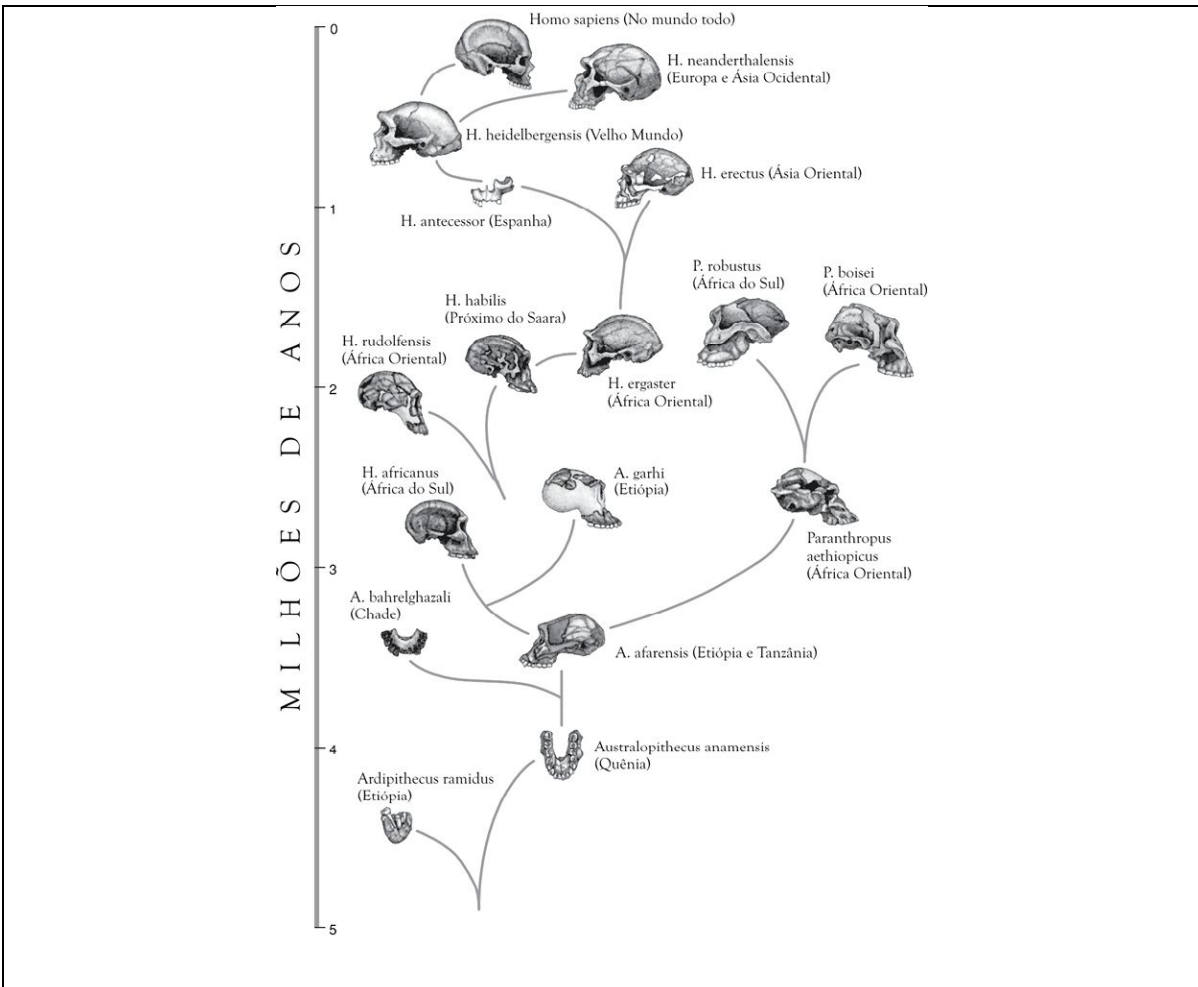 0
Homo sapiens (No mundo todo)
H. neanderthalensis
(Europa e Ásia Ocidental)
H. heidelbergensis (Velho Mundo)
H. erectus (Ásia Oriental)
1
H. antecessor (Espanha)
MILHÕES DE ANOS
P. robustus
(África do Sul)
P. boisei
(África Oriental)
H. habilis
(Próximo do Saara)
H. rudolfensis
(África Oriental)
2
H. ergaster
(África Oriental)
H. africanus
(África do Sul)
A. garhi
(Etiópia)
Paranthropus
aethiopicus
(África Oriental)
3
A. bahrelghazali
(Chade)
A. afarensis (Etiópia e Tanzânia)
4
Australopithecus anamensis
(Quênia)
Ardipithecus ramidus
(Etiópia)
5